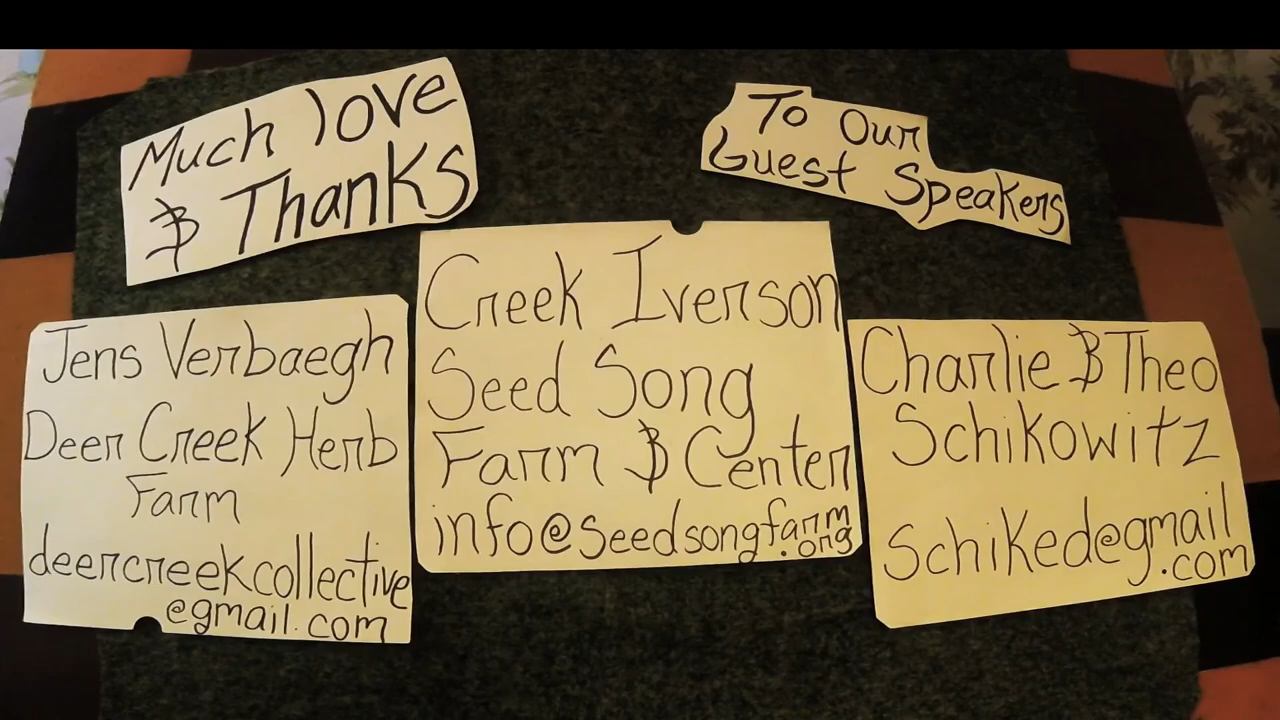 Much love
& Thanks
To Our
Guest Speakers
Jens Verbaegh
Deer Creek Herb
Farm
deercreekcollective
@gmail.com
Creek Iverson
Seed Song
Farm & Center
info@seedsongfarm
.org
Charlie & Theo
Schikowitz
Schiked@gmail
.com